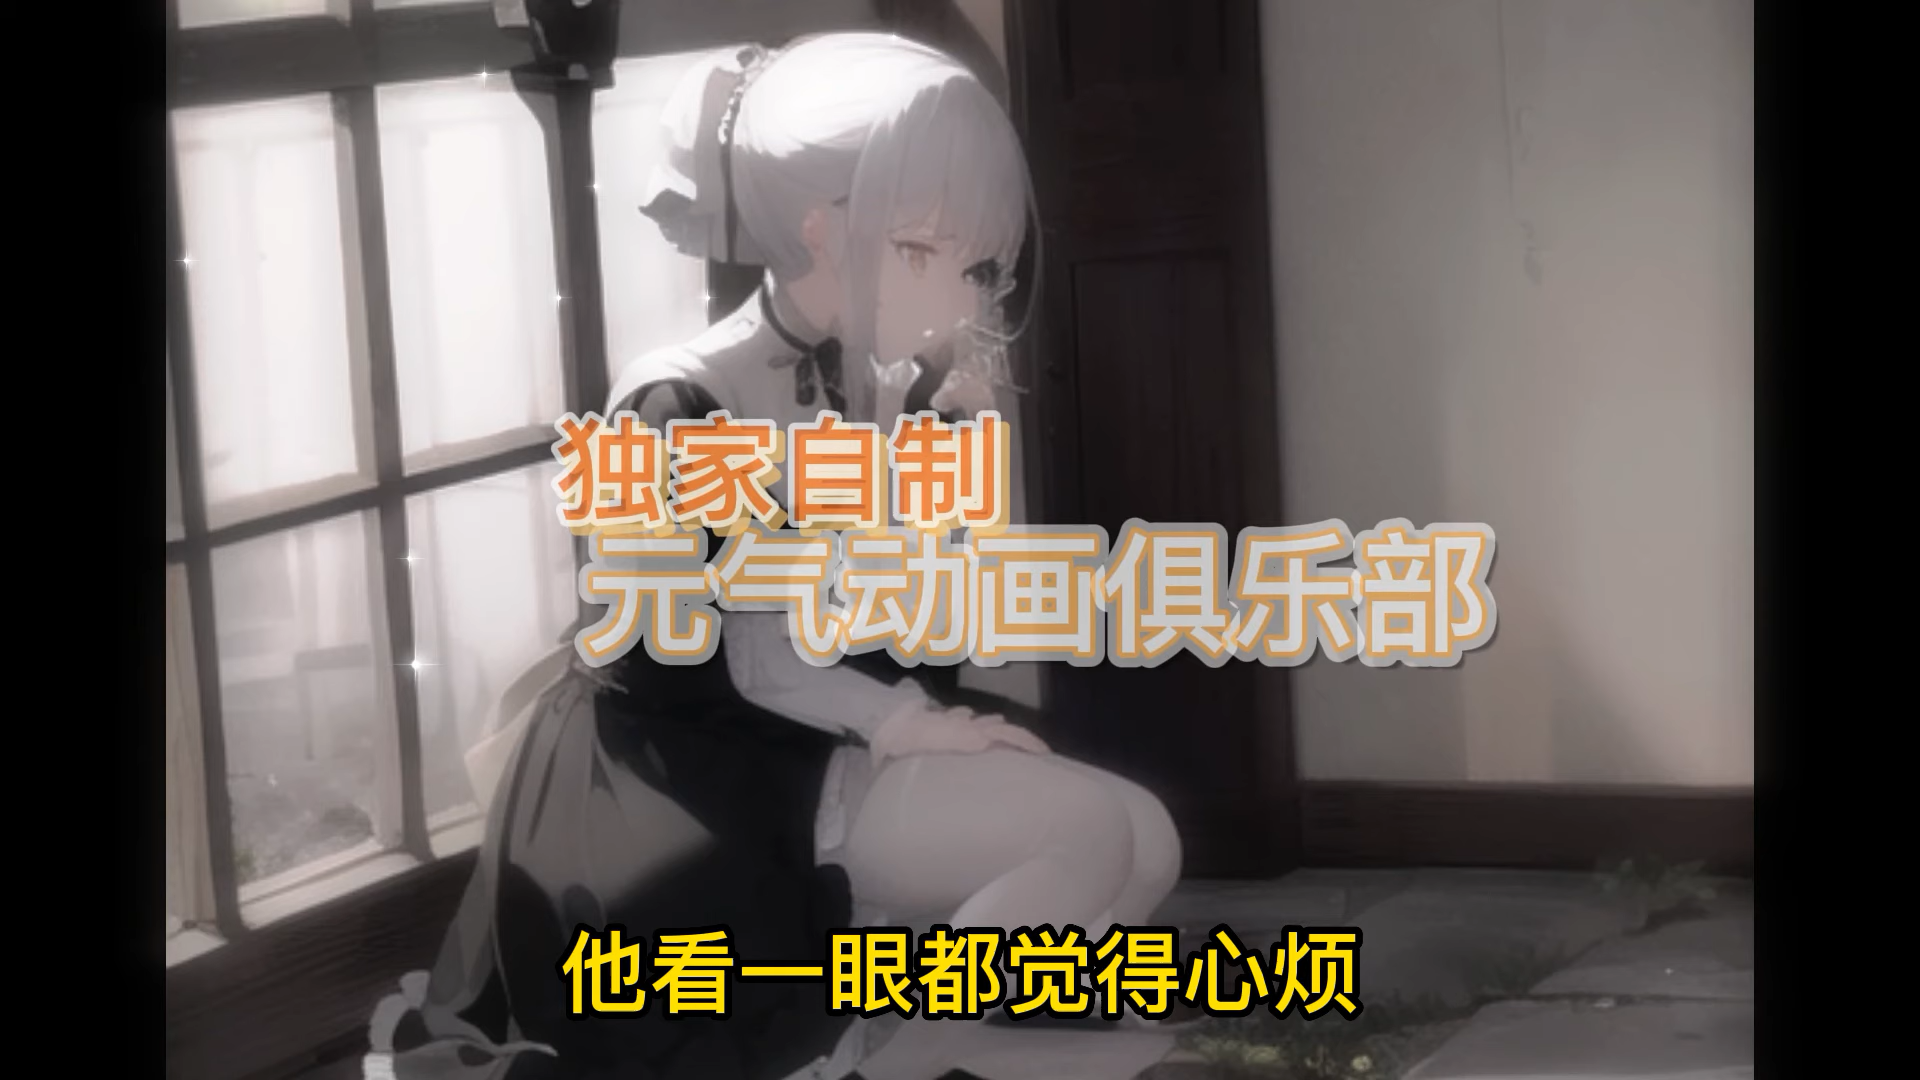 独家自制
元气动画俱乐部
他看一眼都觉得心烦